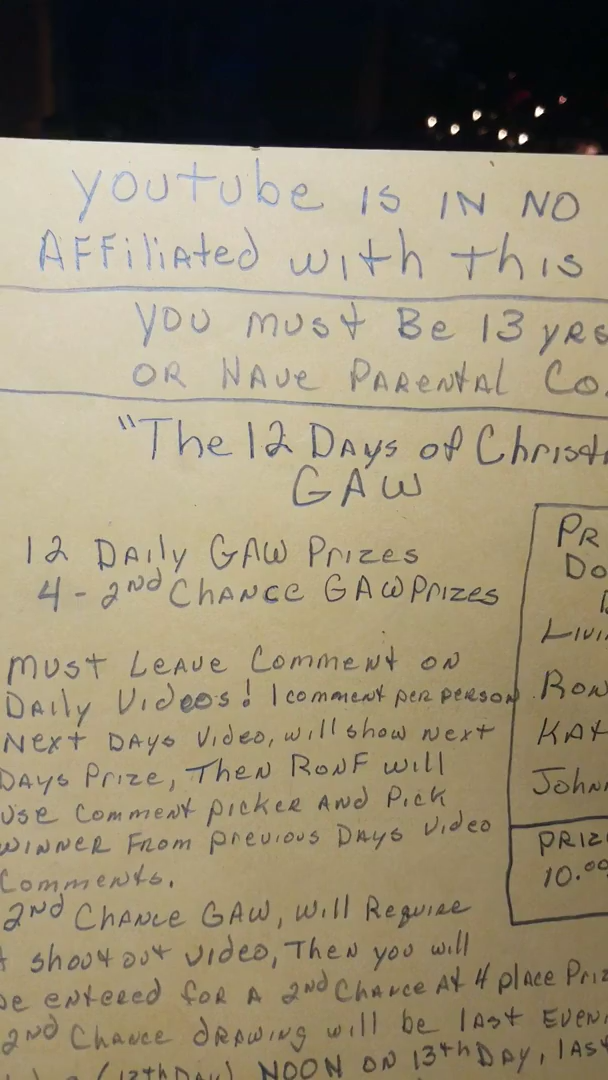 YouTube IS IN NO
AFFiliAted with this
YOU must Be 13 yrs
OR HAVE PARENTAL Co
"The 12 DAYS of Christ
GAW
12 DAily GAW Prizes
4 - 2nd CHANCE GAW Prizes
MUST LEAVE COMMENT ON
DAily Videos! 1 comment per person
Next DAYS Video, will show next
DAYS Prize, Then RonF will
use comment picker AND Pick
WINNER From previous DAYS video
Comments.
2nd CHANCE GAW, Will Require
A shout out video, Then you will
be entered for A 2nd Chance At 4 place Priz
2nd Chance drawing will be last Even
(12th DAY) NOON ON 13th DAY, last
PR
Do
Livi
RON
KAt
John
PRIZ
10.00